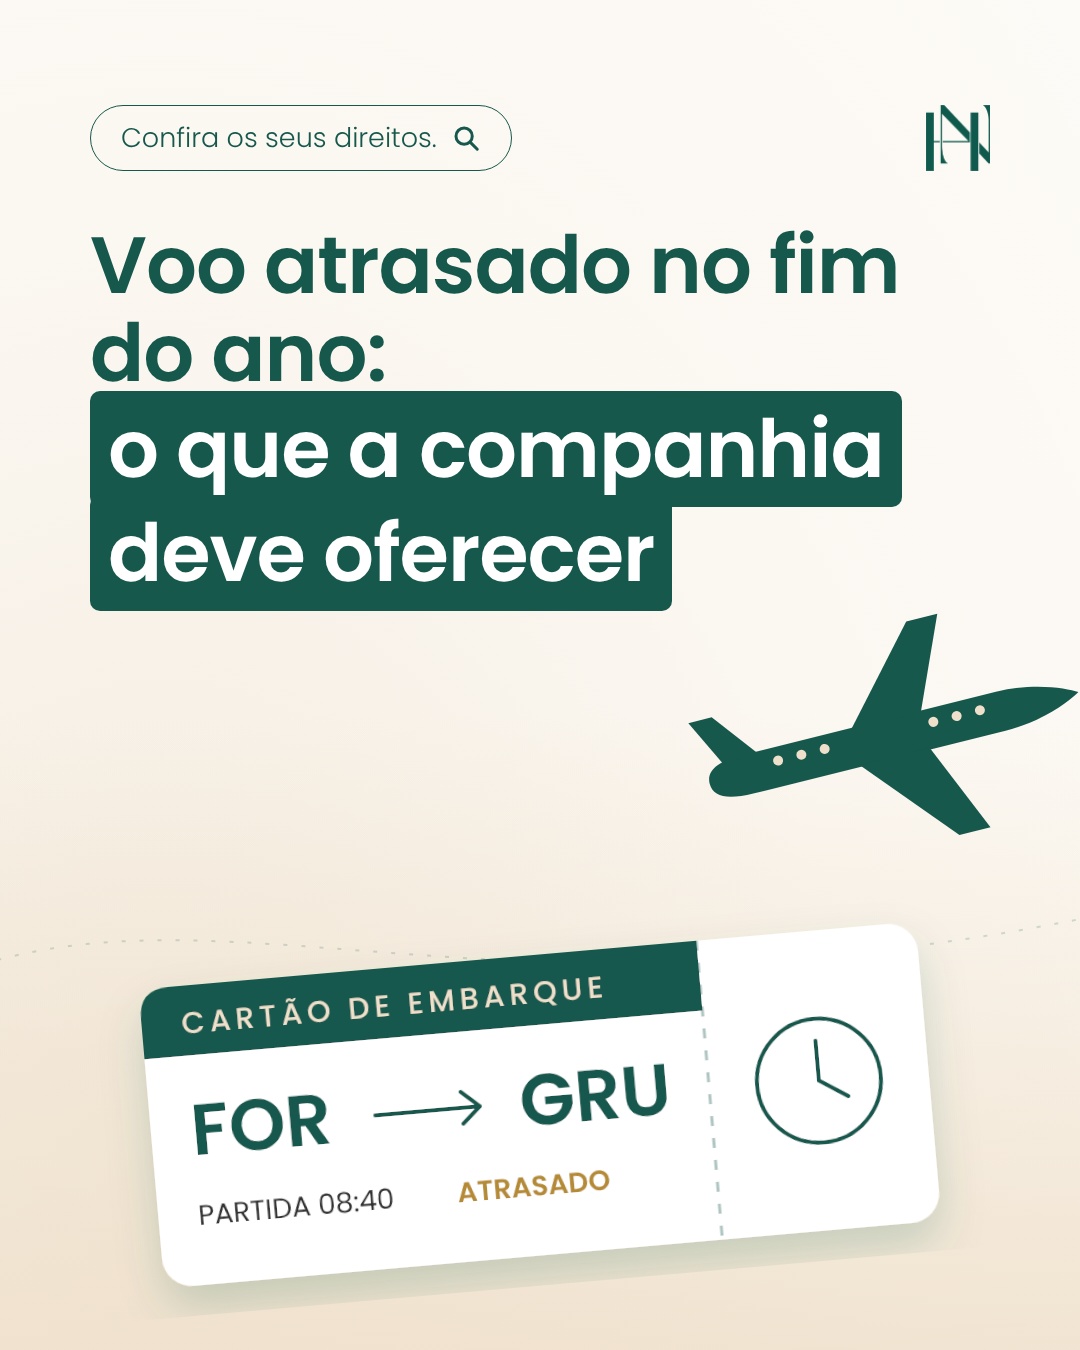 Confira os seus direitos.
Voo atrasado no fim
do ano:
o que a companhia
deve oferecer
CARTÃO DE EMBARQUE
FOR → GRU
PARTIDA 08:40 ATRASADO